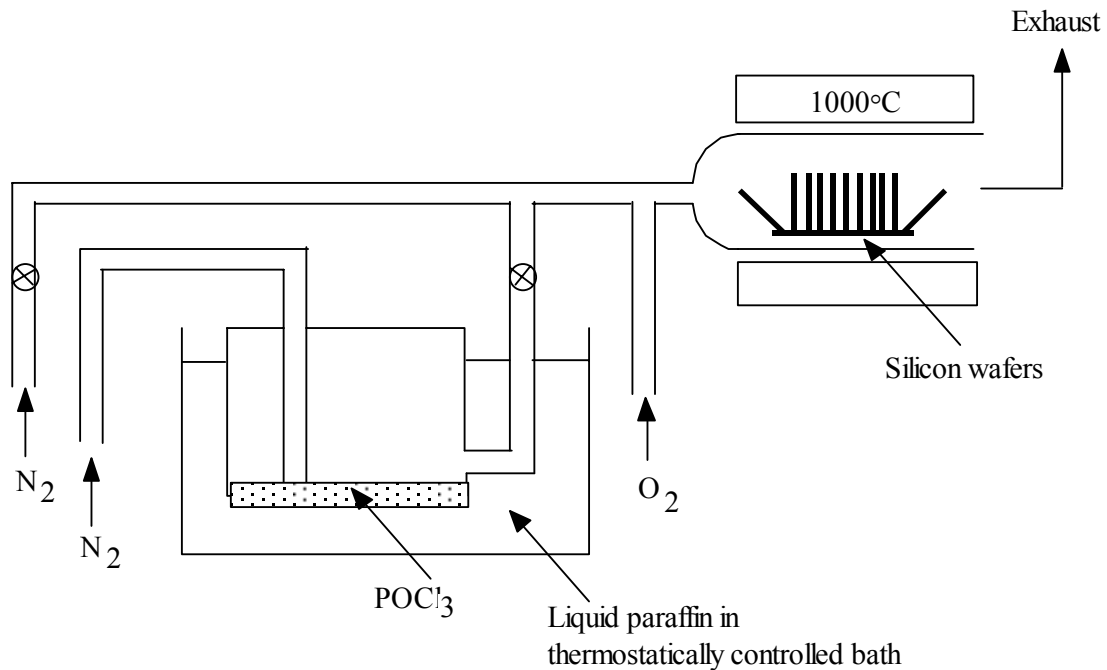 Exhaust
1000°C
Silicon wafers
N2
N2
O2
POCl3
Liquid paraffin in
thermostatically controlled bath